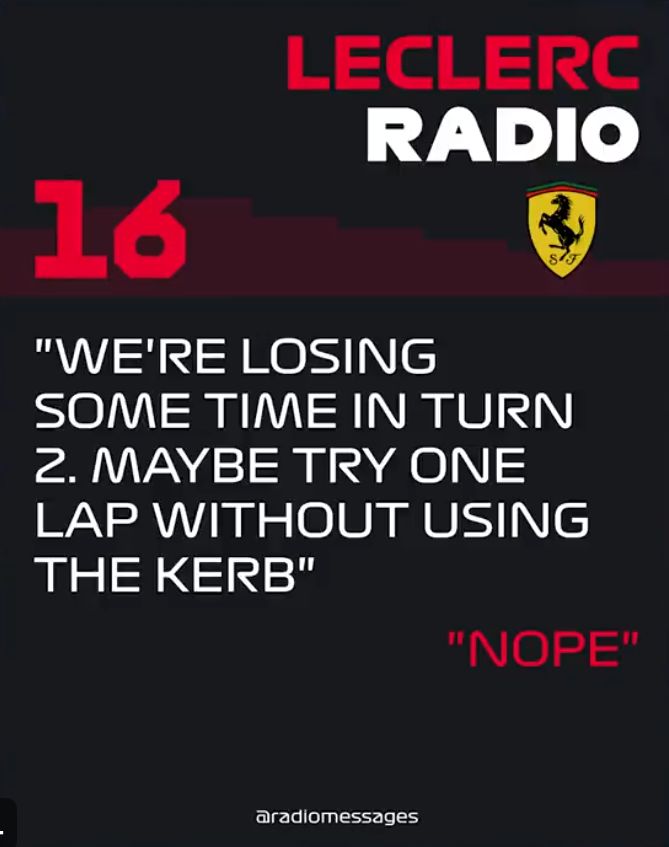 LECLERC
RADIO
16
S F
"WE'RE LOSING
SOME TIME IN TURN
2. MAYBE TRY ONE
LAP WITHOUT USING
THE KERB"
"NOPE"
@radiomessages